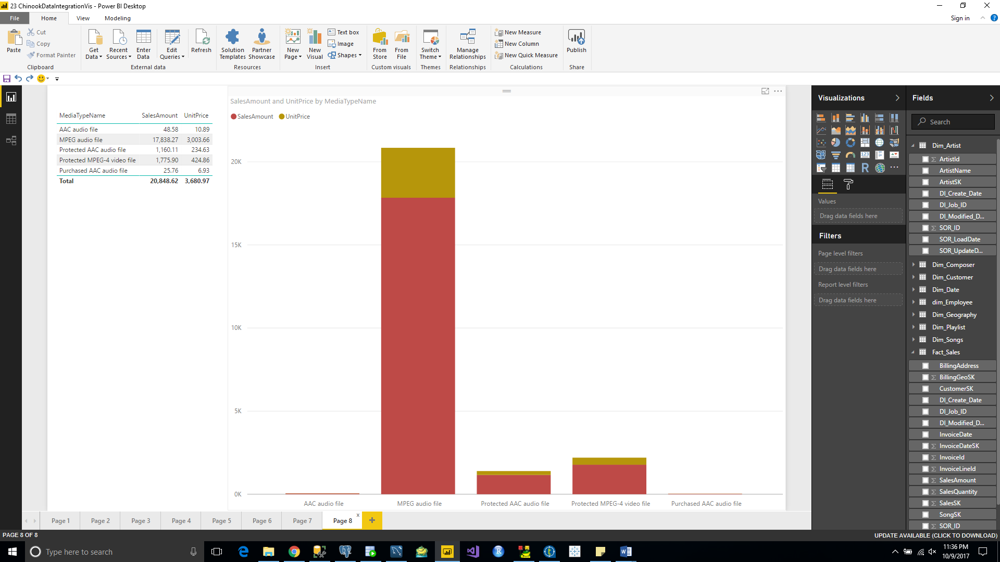 23 ChinookDataIntegrationVis - Power BI Desktop
File Home View Modeling
Sign in
Paste
Cut
Copy
Format Painter
Clipboard
Get Data
Recent Sources
Enter Data
Edit Queries
Refresh
External data
Solution Templates
Partner Showcase
Resources
New Page
New Visual
Text box
Image
Shapes
Insert
From Store
From File
Custom visuals
Switch Theme
Themes
Manage Relationships
Relationships
New Measure
New Column
New Quick Measure
Calculations
Publish
Share
MediaTypeName SalesAmount UnitPrice
AAC audio file 48.58 10.89
MPEG audio file 17,838.27 3,003.66
Protected AAC audio file 1,160.11 234.63
Protected MPEG-4 video file 1,775.90 424.86
Purchased AAC audio file 25.76 6.93
Total 20,848.62 3,680.97
SalesAmount and UnitPrice by MediaTypeName
SalesAmount UnitPrice
20K
15K
10K
5K
0K
AAC audio file MPEG audio file Protected AAC audio file Protected MPEG-4 video file Purchased AAC audio file
Visualizations
Values
Drag data fields here
Filters
Page level filters
Drag data fields here
Report level filters
Drag data fields here
Fields
Search
Dim_Artist
ArtistId
ArtistName
ArtistSK
DI_Create_Date
DI_Job_ID
DI_Modified_D...
SOR_ID
SOR_LoadDate
SOR_UpdateD...
Dim_Composer
Dim_Customer
Dim_Date
dim_Employee
Dim_Geography
Dim_Playlist
Dim_Songs
Fact_Sales
BillingAddress
BillingGeoSK
CustomerSK
DI_Create_Date
DI_Job_ID
DI_Modified_D...
InvoiceDate
InvoiceDateSK
InvoiceId
InvoiceLineId
SalesAmount
SalesQuantity
SalesSK
SongSK
SOR_ID
Page 1 Page 2 Page 3 Page 4 Page 5 Page 6 Page 7 Page 8
PAGE 8 OF 8
UPDATE AVAILABLE (CLICK TO DOWNLOAD)
Type here to search
11:36 PM
10/9/2017